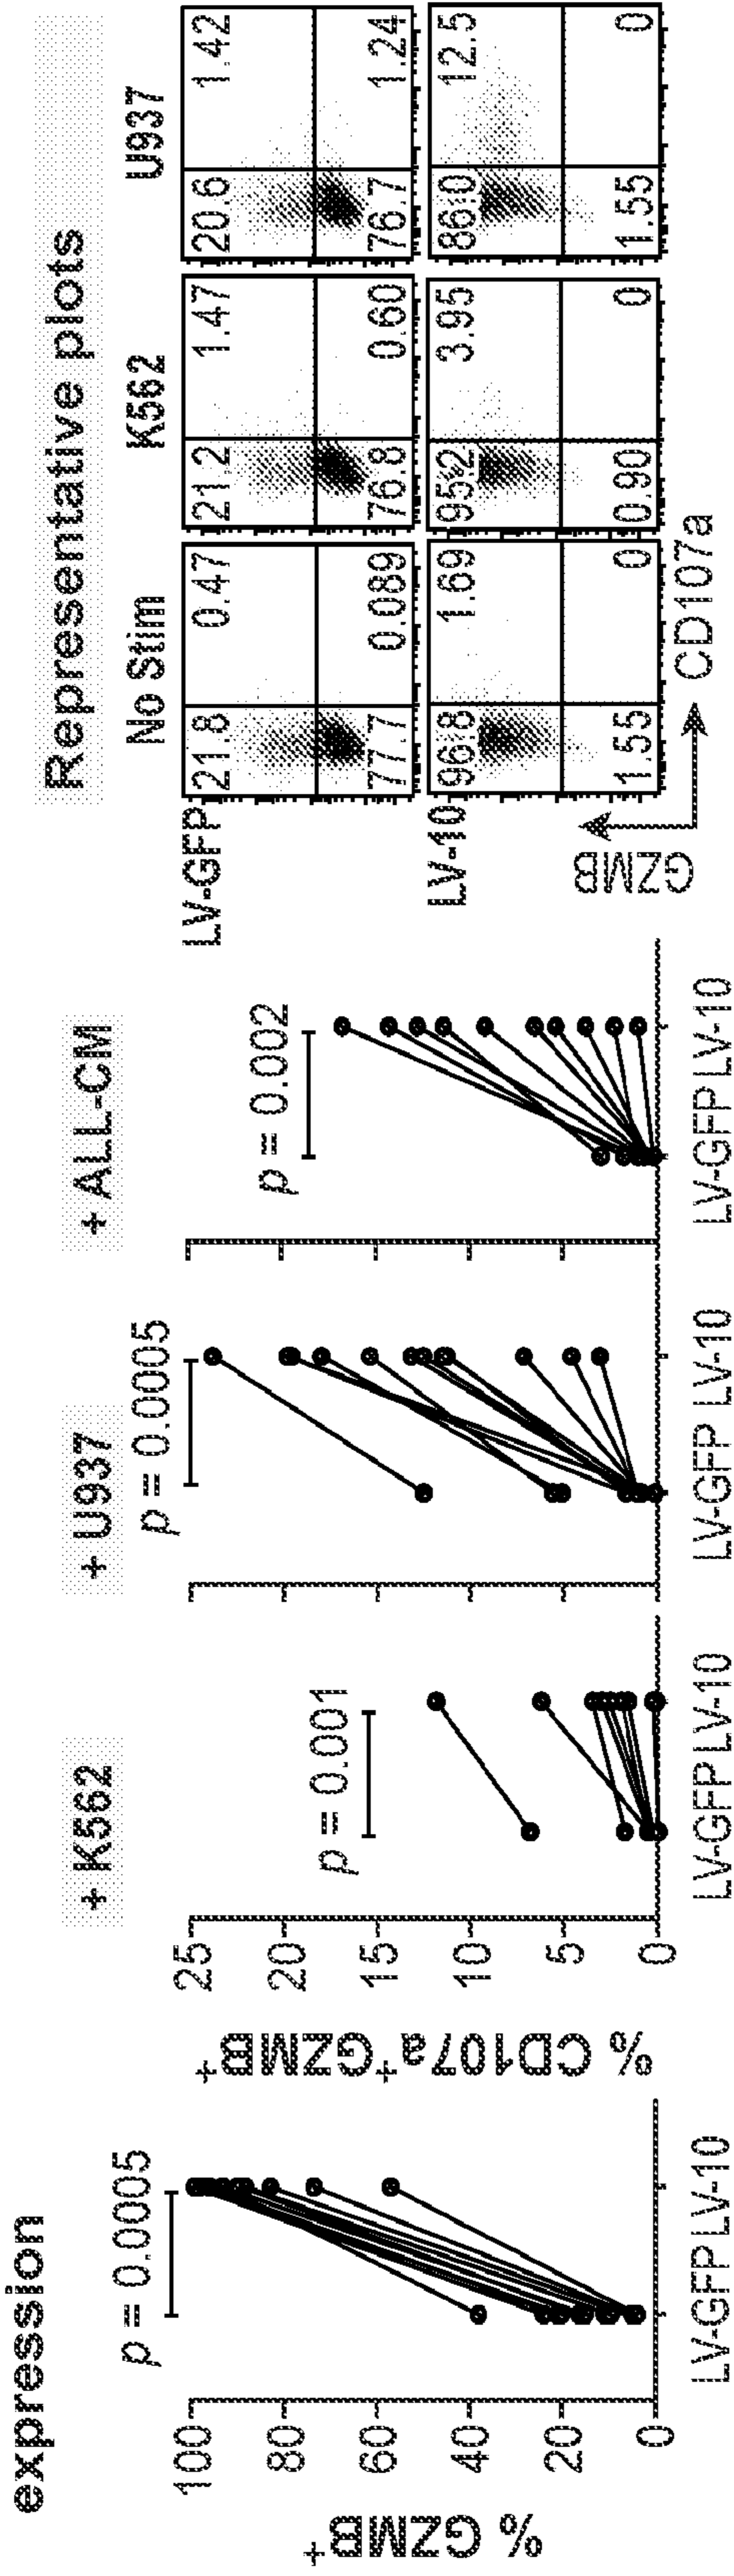 expression
p = 0.0005
100
80
60
40
20
0
% GZMB+
LV-GFP LV-10
+ K562
p = 0.001
25
20
15
10
5
0
% CD107a+GZMB+
LV-GFP LV-10
+ U937
p = 0.0005
LV-GFP LV-10
+ ALL-CM
p = 0.002
LV-GFP LV-10
Representative plots
No Stim K562 U937
LV-GFP
21.8 0.47
77.7 0.089
21.2 1.47
76.8 0.60
20.6 1.42
76.7 1.24
LV-10
96.8 1.69
1.55 0
95.2 3.95
0.90 0
86.0 12.5
1.55 0
GZMB
CD107a